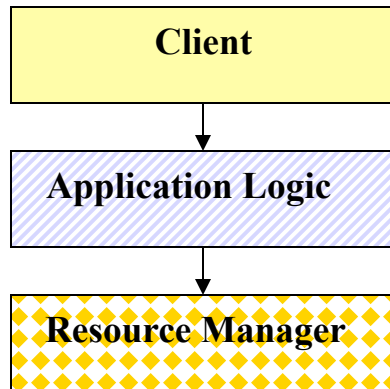 Client
Application Logic
Resource Manager